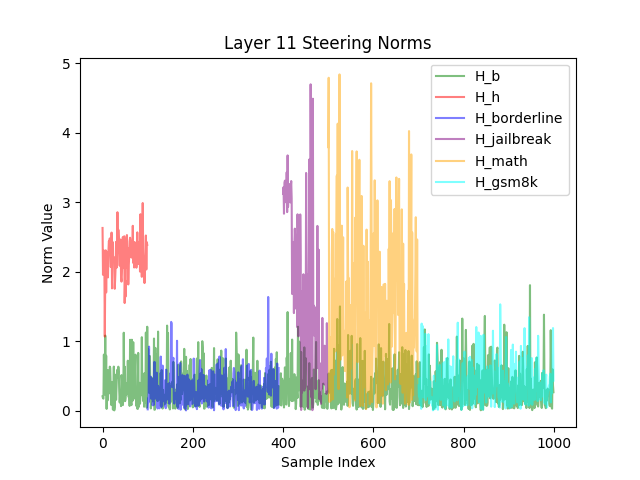 Layer 11 Steering Norms
5
4
3
2
1
0
Norm Value
0
200
400
600
800
1000
Sample Index
H_b
H_h
H_borderline
H_jailbreak
H_math
H_gsm8k